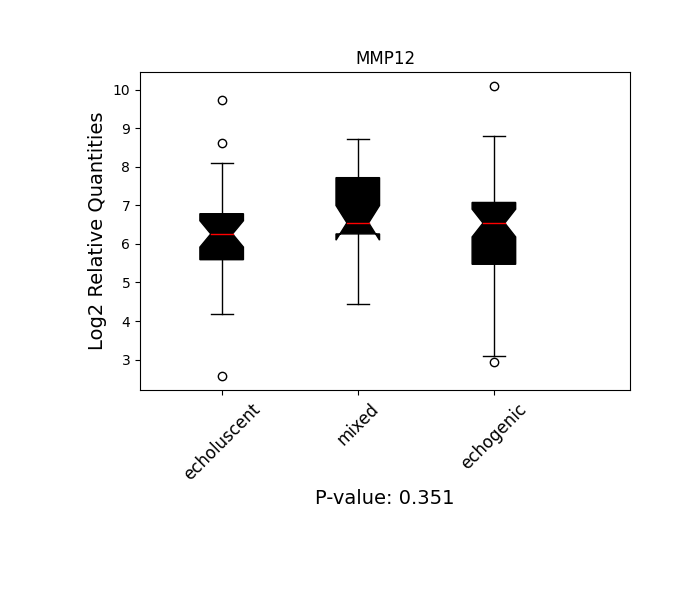 MMP12
Log2 Relative Quantities
10
9
8
7
6
5
4
3
echoluscent
mixed
echogenic
P-value: 0.351